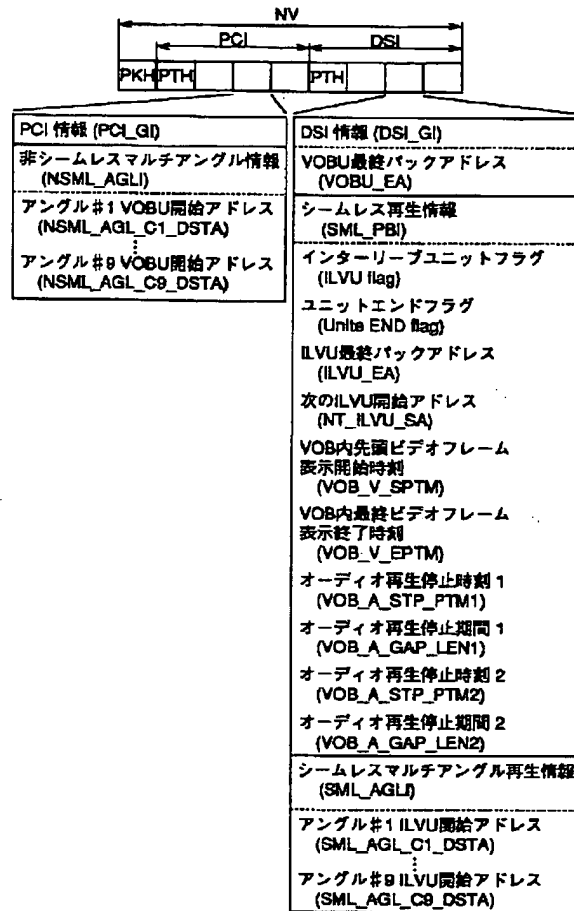 NV
PCI
DSI
PKH
PTH
PTH
PCI 情報 (PCI_GI)
非シームレスマルチアングル情報
(NSML_AGLI)
アングル♯1 VOBU開始アドレス
(NSML_AGL_C1_DSTA)
アングル♯9 VOBU開始アドレス
(NSML_AGL_C9_DSTA)
DSI 情報 (DSI_GI)
VOBU最終パックアドレス
(VOBU_EA)
シームレス再生情報
(SML_PBI)
インターリーブユニットフラグ
(ILVU flag)
ユニットエンドフラグ
(Unite END flag)
ILVU最終パックアドレス
(ILVU_EA)
次のILVU開始アドレス
(NT_ILVU_SA)
VOB内先頭ビデオフレーム
表示開始時刻
(VOB_V_SPTM)
VOB内最終ビデオフレーム
表示終了時刻
(VOB_V_EPTM)
オーディオ再生停止時刻 1
(VOB_A_STP_PTM1)
オーディオ再生停止期間 1
(VOB_A_GAP_LEN1)
オーディオ再生停止時刻 2
(VOB_A_STP_PTM2)
オーディオ再生停止期間 2
(VOB_A_GAP_LEN2)
シームレスマルチアングル再生情報
(SML_AGLI)
アングル♯1 ILVU開始アドレス
(SML_AGL_C1_DSTA)
アングル♯9 ILVU開始アドレス
(SML_AGL_C9_DSTA)